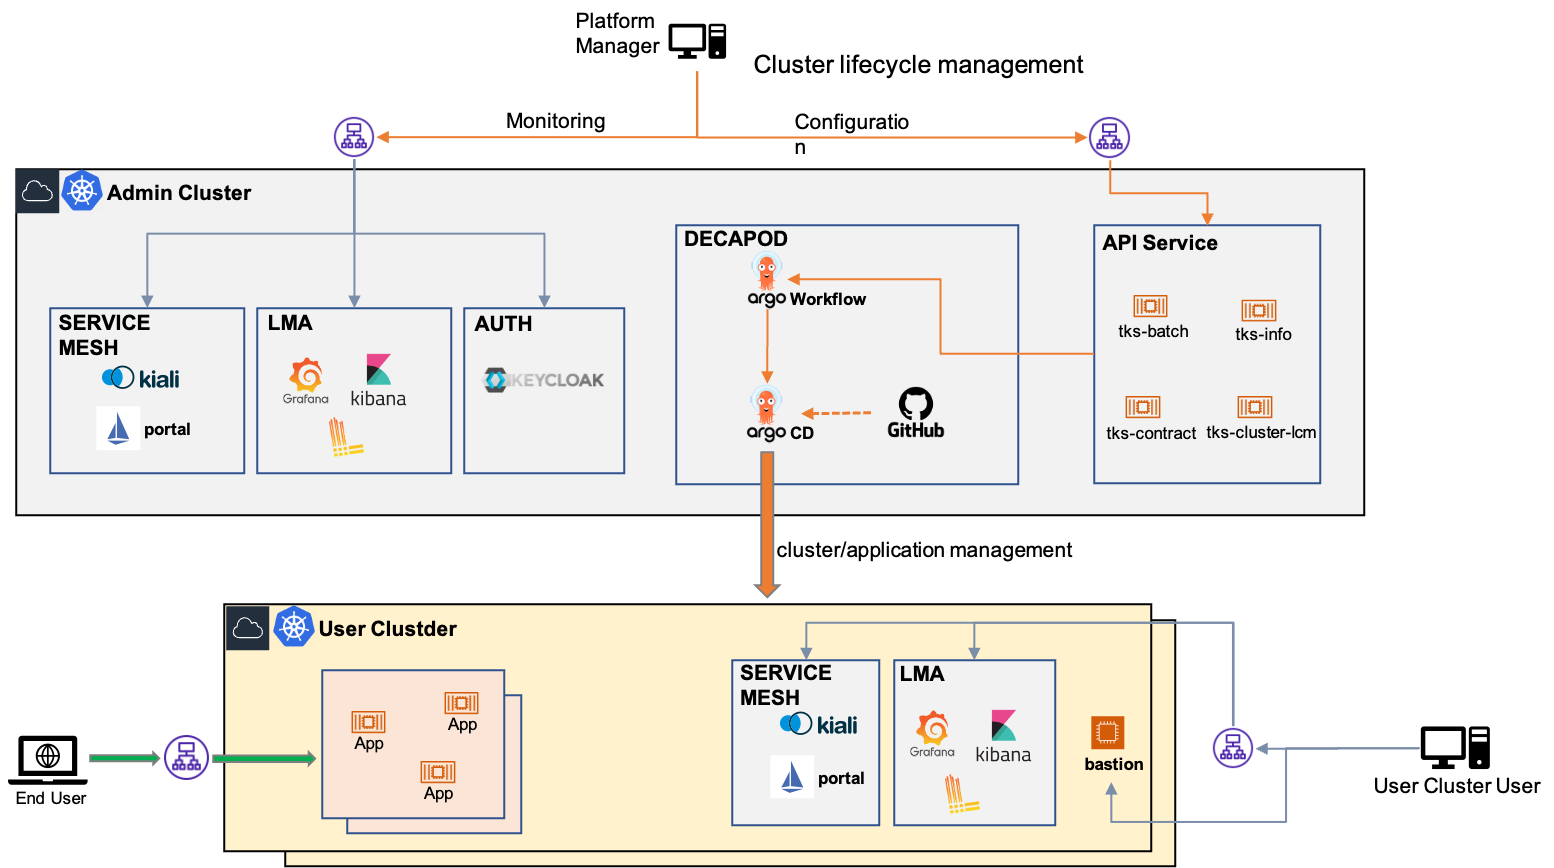 Platform
Manager
Cluster lifecycle management
Monitoring
Configuratio
n
Admin Cluster
SERVICE
MESH
kiali
portal
LMA
Grafana
kibana
AUTH
KEYCLOAK
DECAPOD
argo Workflow
argo CD
GitHub
API Service
tks-batch
tks-info
tks-contract
tks-cluster-lcm
cluster/application management
User Clustder
App
App
App
SERVICE
MESH
kiali
portal
LMA
Grafana
kibana
bastion
End User
User Cluster User